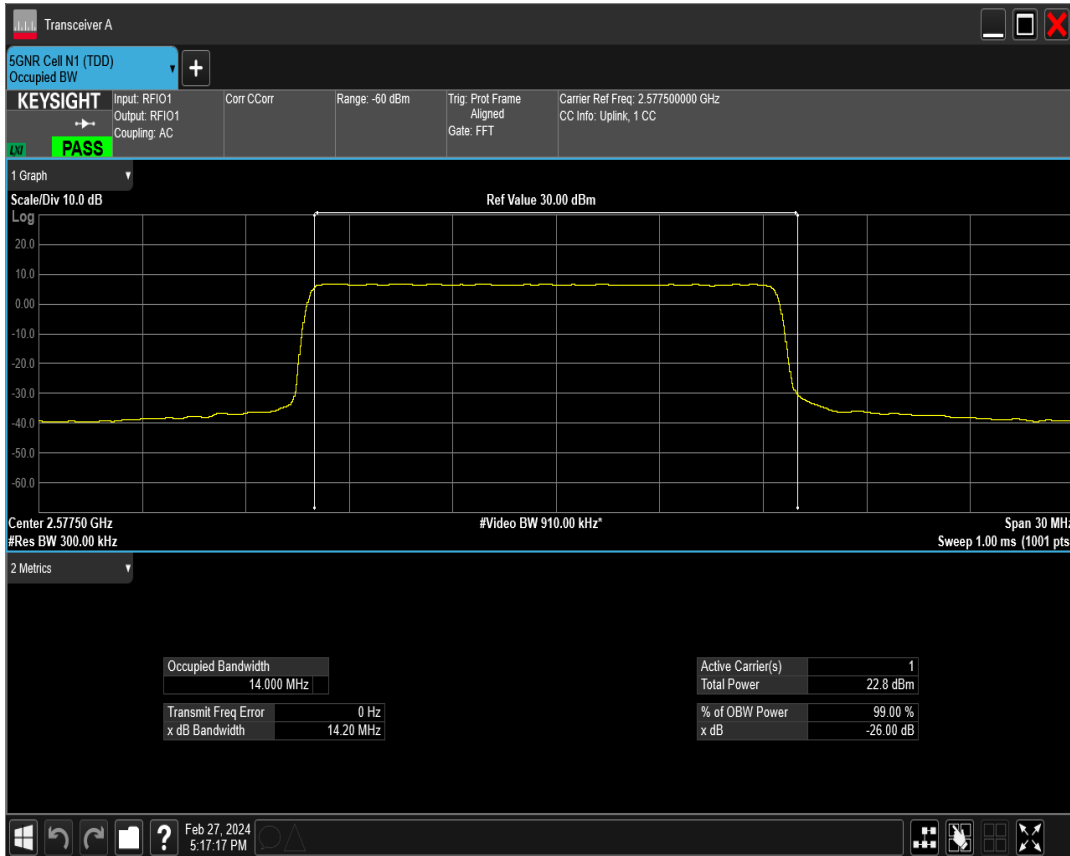 Transceiver A
5GNR Cell N1 (TDD)
Occupied BW
+
KEYSIGHT
LXI
PASS
Input: RFIO1
Output: RFIO1
Coupling: AC
Corr CCorr
Range: -60 dBm
Trig: Prot Frame
Aligned
Gate: FFT
Carrier Ref Freq: 2.577500000 GHz
CC Info: Uplink, 1 CC
1 Graph
Scale/Div 10.0 dB
Ref Value 30.00 dBm
Log
20.0
10.0
0.00
-10.0
-20.0
-30.0
-40.0
-50.0
-60.0
Center 2.57750 GHz
#Video BW 910.00 kHz*
Span 30 MHz
#Res BW 300.00 kHz
Sweep 1.00 ms (1001 pts
2 Metrics
Occupied Bandwidth
14.000 MHz
Transmit Freq Error 0 Hz
x dB Bandwidth 14.20 MHz
Active Carrier(s) 1
Total Power 22.8 dBm
% of OBW Power 99.00 %
x dB -26.00 dB
?
Feb 27, 2024
5:17:17 PM